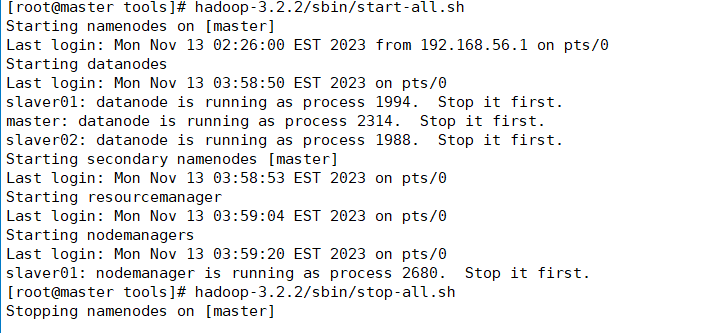 [root@master tools]# hadoop-3.2.2/sbin/start-all.sh
Starting namenodes on [master]
Last login: Mon Nov 13 02:26:00 EST 2023 from 192.168.56.1 on pts/0
Starting datanodes
Last login: Mon Nov 13 03:58:50 EST 2023 on pts/0
slaver01: datanode is running as process 1994.  Stop it first.
master: datanode is running as process 2314.  Stop it first.
slaver02: datanode is running as process 1988.  Stop it first.
Starting secondary namenodes [master]
Last login: Mon Nov 13 03:58:53 EST 2023 on pts/0
Starting resourcemanager
Last login: Mon Nov 13 03:59:04 EST 2023 on pts/0
Starting nodemanagers
Last login: Mon Nov 13 03:59:20 EST 2023 on pts/0
slaver01: nodemanager is running as process 2680.  Stop it first.
[root@master tools]# hadoop-3.2.2/sbin/stop-all.sh
Stopping namenodes on [master]